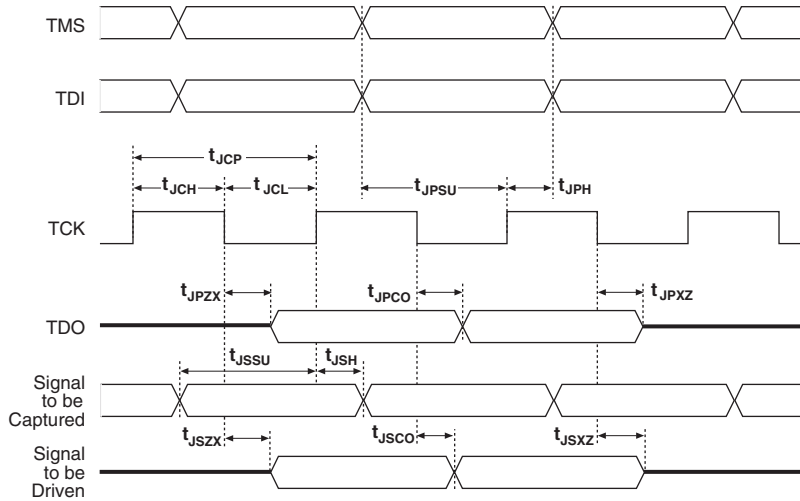 TMS
TDI
tJCP
tJCH
tJCL
tJPSU
tJPH
TCK
tJPZX
tJPCO
tJPXZ
TDO
tJSSU
tJSH
Signal
to be
Captured
tJSZX
tJSCO
tJSXZ
Signal
to be
Driven